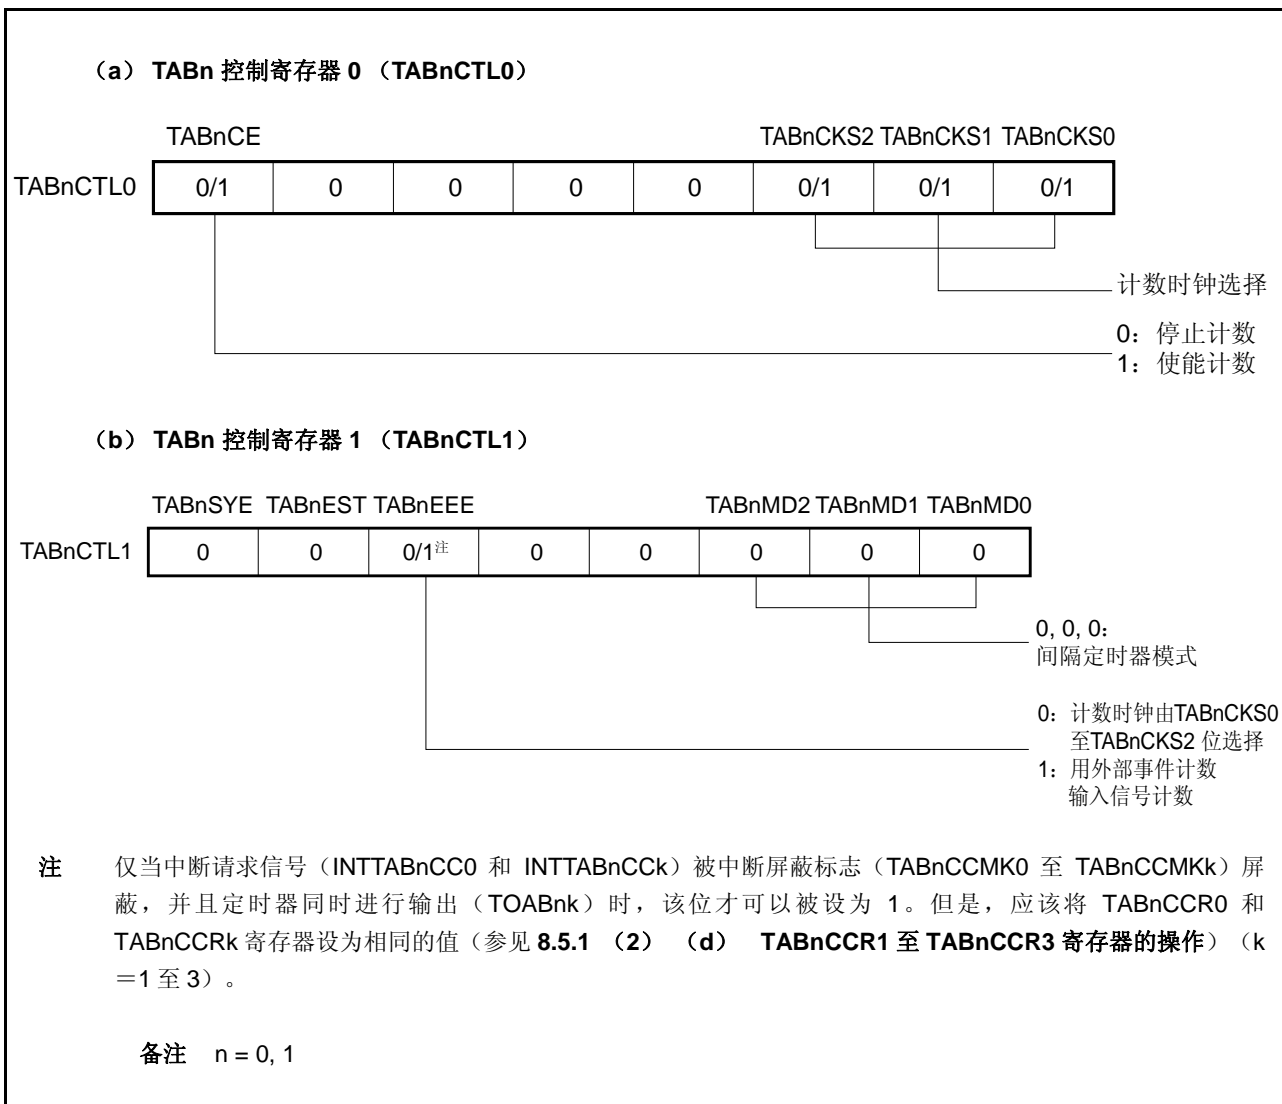 （a） TABn 控制寄存器 0 （TABnCTL0）
TABnCE TABnCKS2 TABnCKS1 TABnCKS0
TABnCTL0 0/1 0 0 0 0 0/1 0/1 0/1
计数时钟选择
0：停止计数
1：使能计数
（b） TABn 控制寄存器 1 （TABnCTL1）
TABnSYE TABnEST TABnEEE TABnMD2 TABnMD1 TABnMD0
TABnCTL1 0 0 0/1注 0 0 0 0 0
0, 0, 0：
间隔定时器模式
0：计数时钟由TABnCKS0
至TABnCKS2 位选择
1：用外部事件计数
输入信号计数
注 仅当中断请求信号（INTTABnCC0 和 INTTABnCCk）被中断屏蔽标志（TABnCCMK0 至 TABnCCMKk）屏
蔽，并且定时器同时进行输出（TOABnk）时，该位才可以被设为 1。但是，应该将 TABnCCR0 和
TABnCCRk 寄存器设为相同的值（参见 8.5.1 （2） （d） TABnCCR1 至 TABnCCR3 寄存器的操作）（k
＝1 至 3）。
备注 n = 0, 1